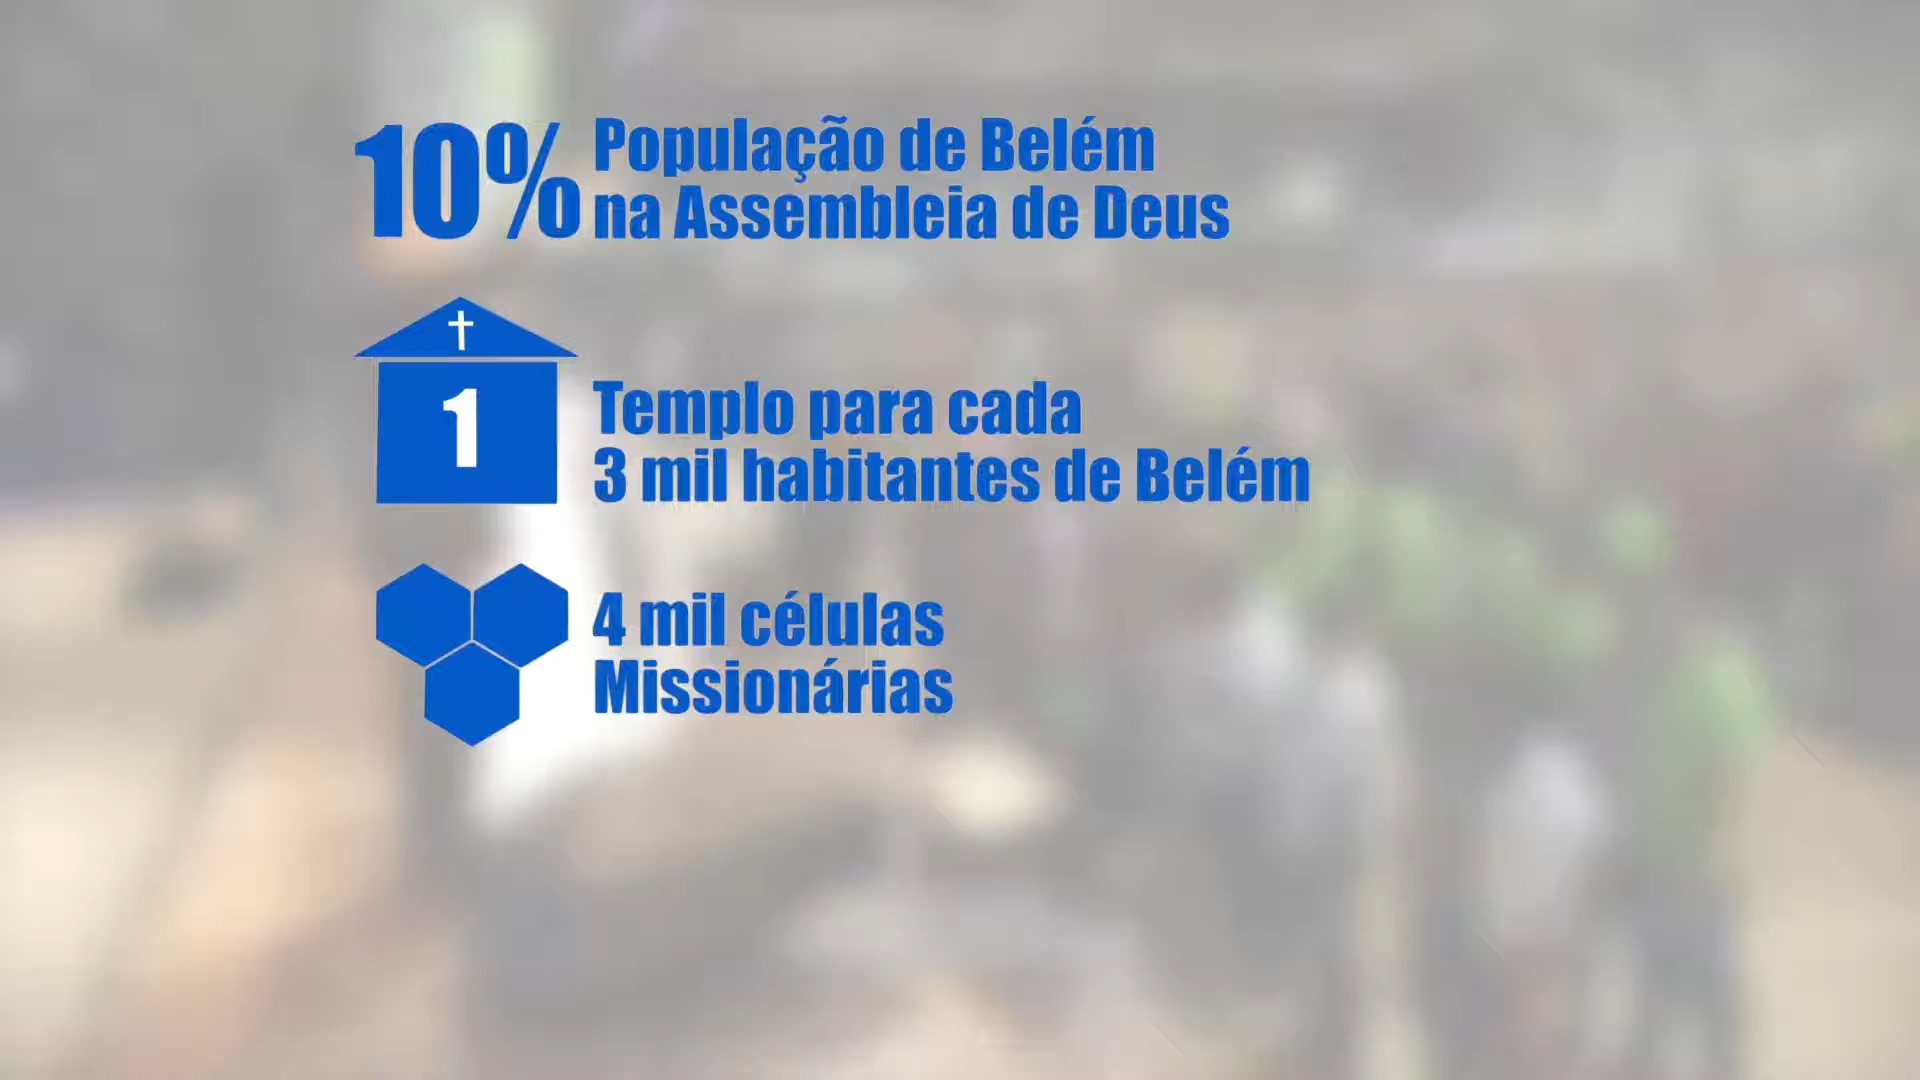 10%
População de Belém
na Assembleia de Deus
1
Templo para cada
3 mil habitantes de Belém
4 mil células
Missionárias